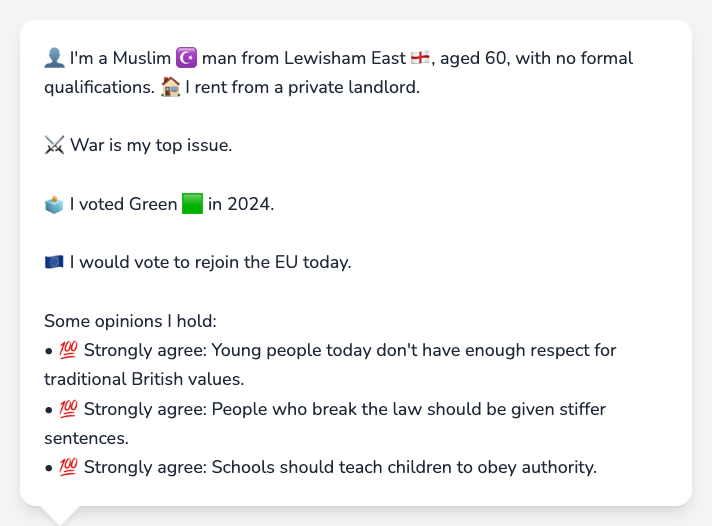 👤 I'm a Muslim ☪️ man from Lewisham East 🏴󠁧󠁢󠁥󠁮󠁧󠁿, aged 60, with no formal
qualifications. 🏠 I rent from a private landlord.
⚔️ War is my top issue.
🗳️ I voted Green 🟩 in 2024.
🇪🇺 I would vote to rejoin the EU today.
Some opinions I hold:
• 💯 Strongly agree: Young people today don't have enough respect for
traditional British values.
• 💯 Strongly agree: People who break the law should be given stiffer
sentences.
• 💯 Strongly agree: Schools should teach children to obey authority.